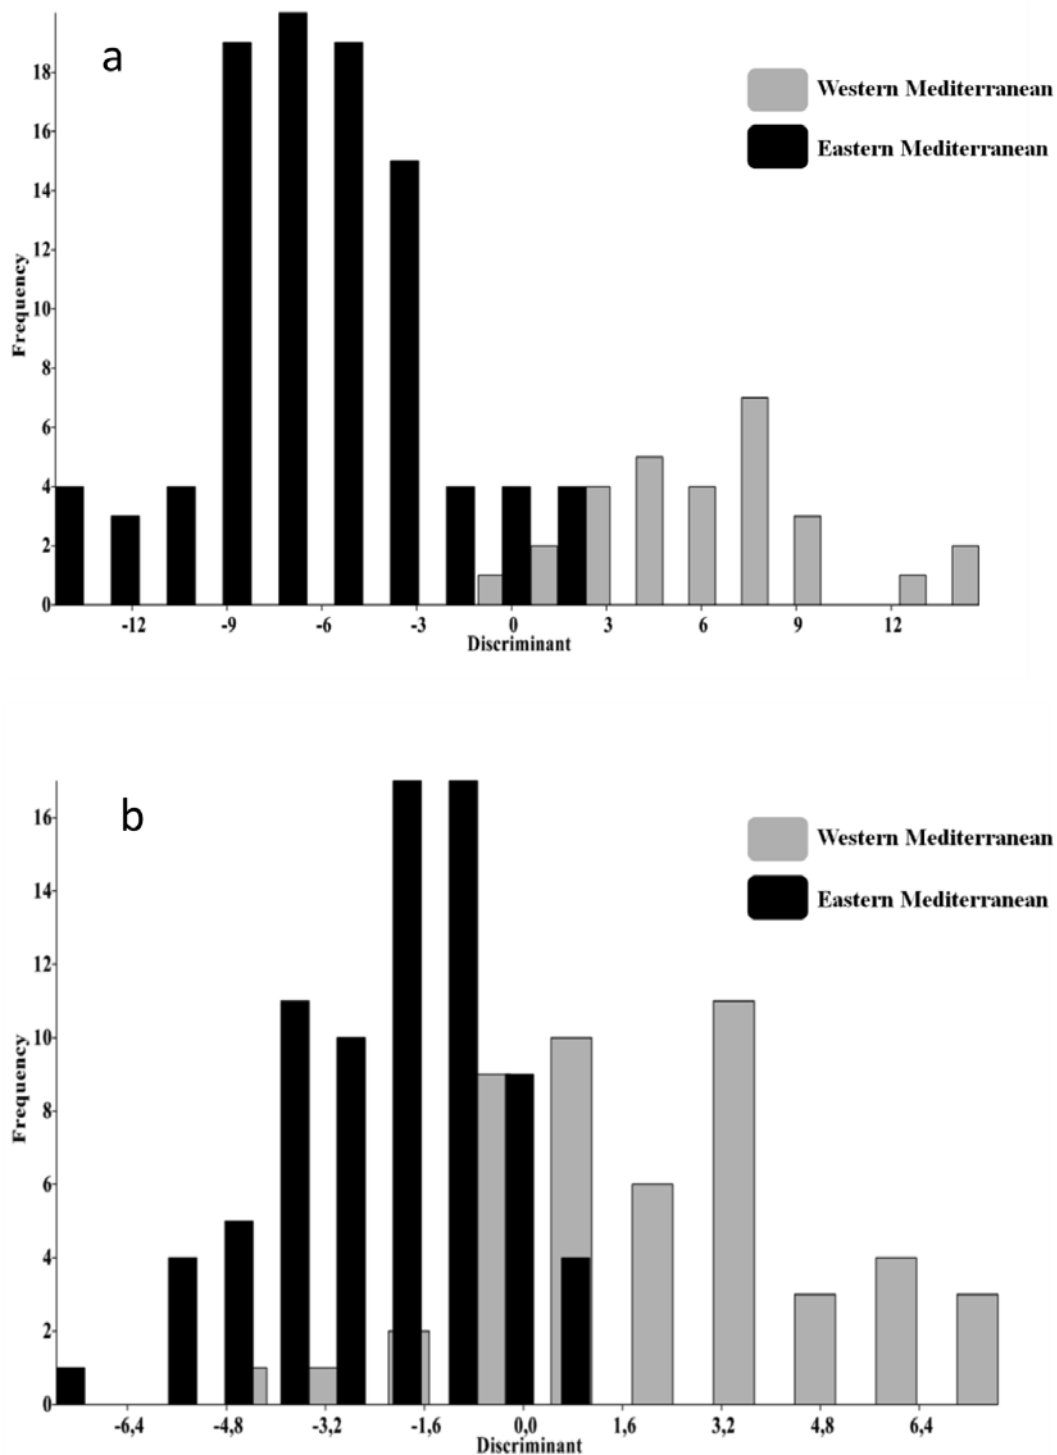 a
Western Mediterranean
Eastern Mediterranean
Frequency
18
16
14
12
10
8
6
4
2
0
-12 -9 -6 -3 0 3 6 9 12
Discriminant
b
Western Mediterranean
Eastern Mediterranean
Frequency
16
14
12
10
8
6
4
2
0
-6,4 -4,8 -3,2 -1,6 0,0 1,6 3,2 4,8 6,4
Discriminant